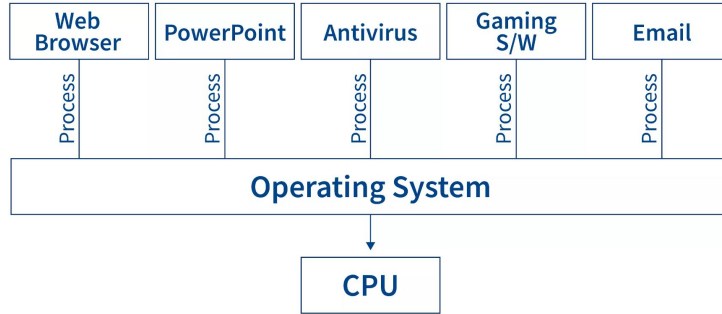 Web
Browser
PowerPoint
Antivirus
Gaming
S/W
Email
Process
Process
Process
Process
Process
Operating System
CPU